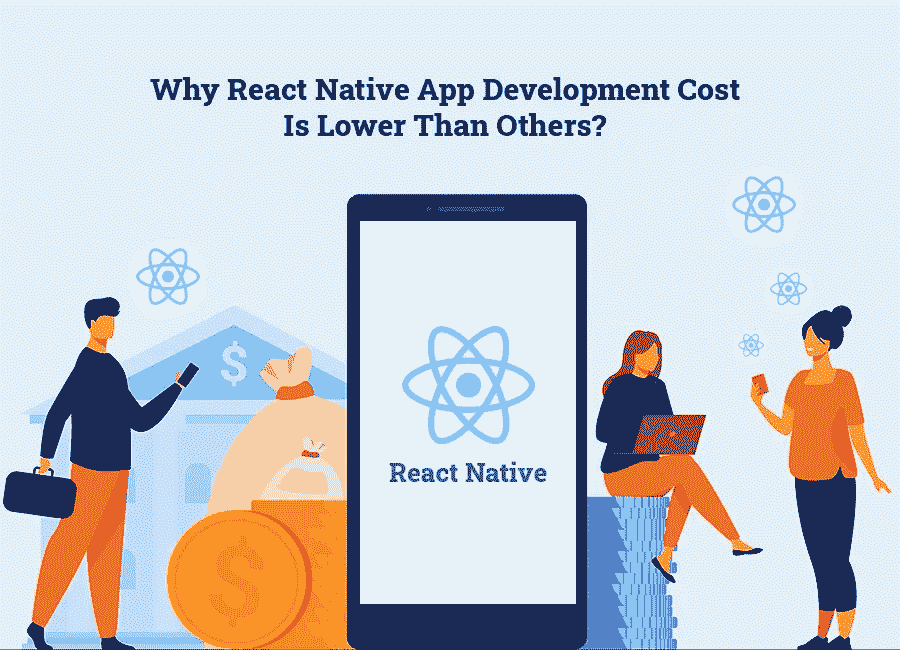 Why React Native App Development Cost
Is Lower Than Others?
$
React Native
$